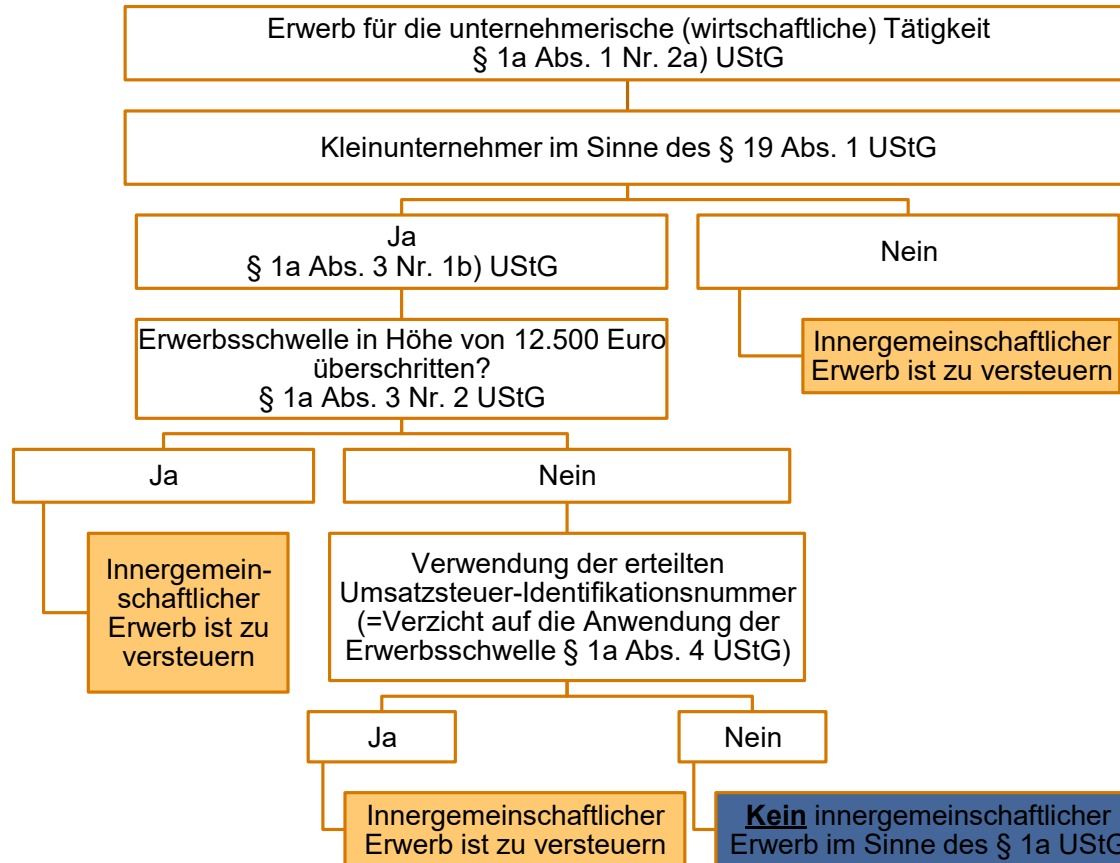 Erwerb für die unternehmerische (wirtschaftliche) Tätigkeit
§ 1a Abs. 1 Nr. 2a) UStG
Kleinunternehmer im Sinne des § 19 Abs. 1 UStG
Ja
§ 1a Abs. 3 Nr. 1b) UStG
Nein
Erwerbsschwelle in Höhe von 12.500 Euro
überschritten?
§ 1a Abs. 3 Nr. 2 UStG
Innergemeinschaftlicher
Erwerb ist zu versteuern
Ja
Nein
Innergemein-
schaftlicher
Erwerb ist zu
versteuern
Verwendung der erteilten
Umsatzsteuer-Identifikationsnummer
(=Verzicht auf die Anwendung der
Erwerbsschwelle § 1a Abs. 4 UStG)
Ja
Nein
Innergemeinschaftlicher
Erwerb ist zu versteuern
Kein innergemeinschaftlicher
Erwerb im Sinne des § 1a UStG